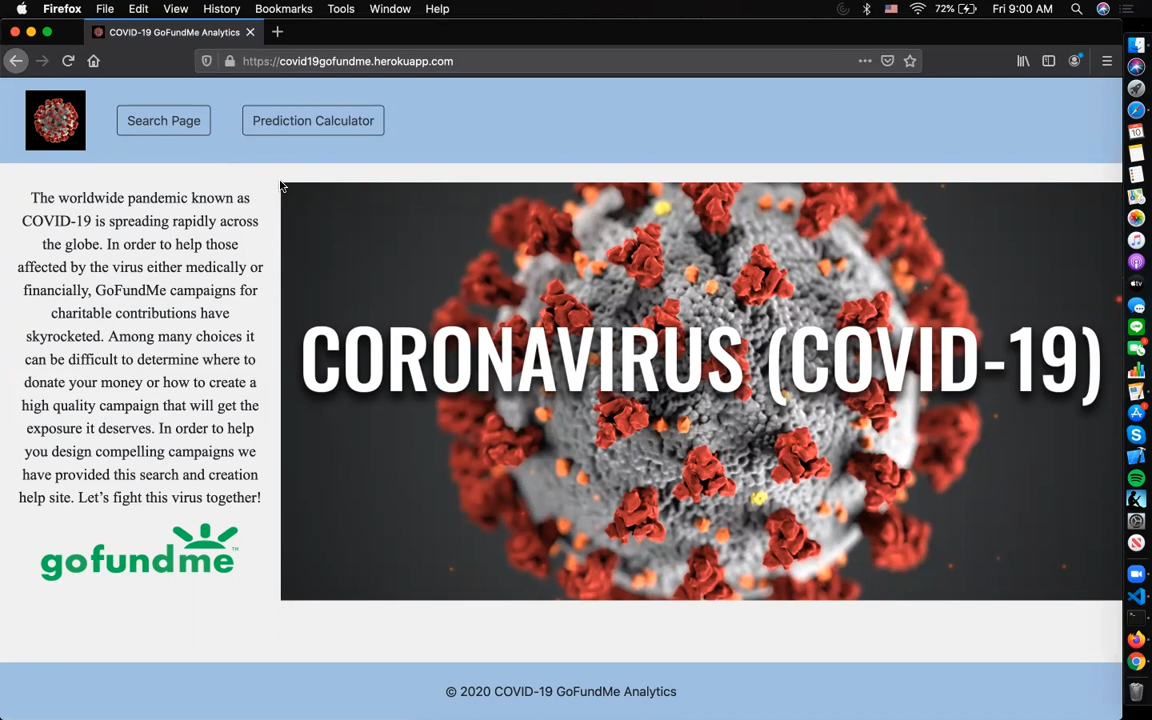 Firefox File Edit View History Bookmarks Tools Window Help 72% Fri 9:00 AM
COVID-19 GoFundMe Analytics
https://covid19gofundme.herokuapp.com
Search Page Prediction Calculator
The worldwide pandemic known as
COVID-19 is spreading rapidly across
the globe. In order to help those
affected by the virus either medically or
financially, GoFundMe campaigns for
charitable contributions have
skyrocketed. Among many choices it
can be difficult to determine where to
donate your money or how to create a
high quality campaign that will get the
exposure it deserves. In order to help
you design compelling campaigns we
have provided this search and creation
help site. Let's fight this virus together!
gofundme™
CORONAVIRUS (COVID-19)
© 2020 COVID-19 GoFundMe Analytics
10
tv